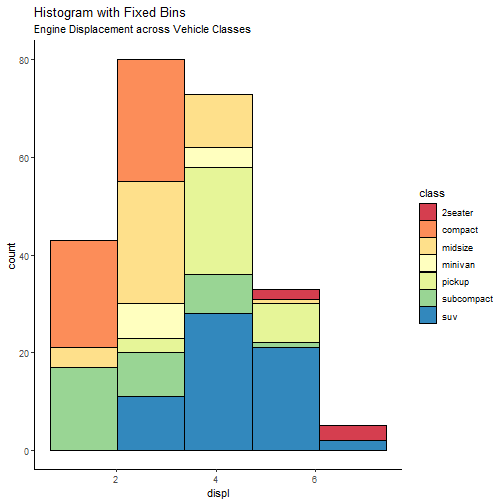 Histogram with Fixed Bins
Engine Displacement across Vehicle Classes
80
60
40
20
0
count
2
4
6
displ
class
2seater
compact
midsize
minivan
pickup
subcompact
suv